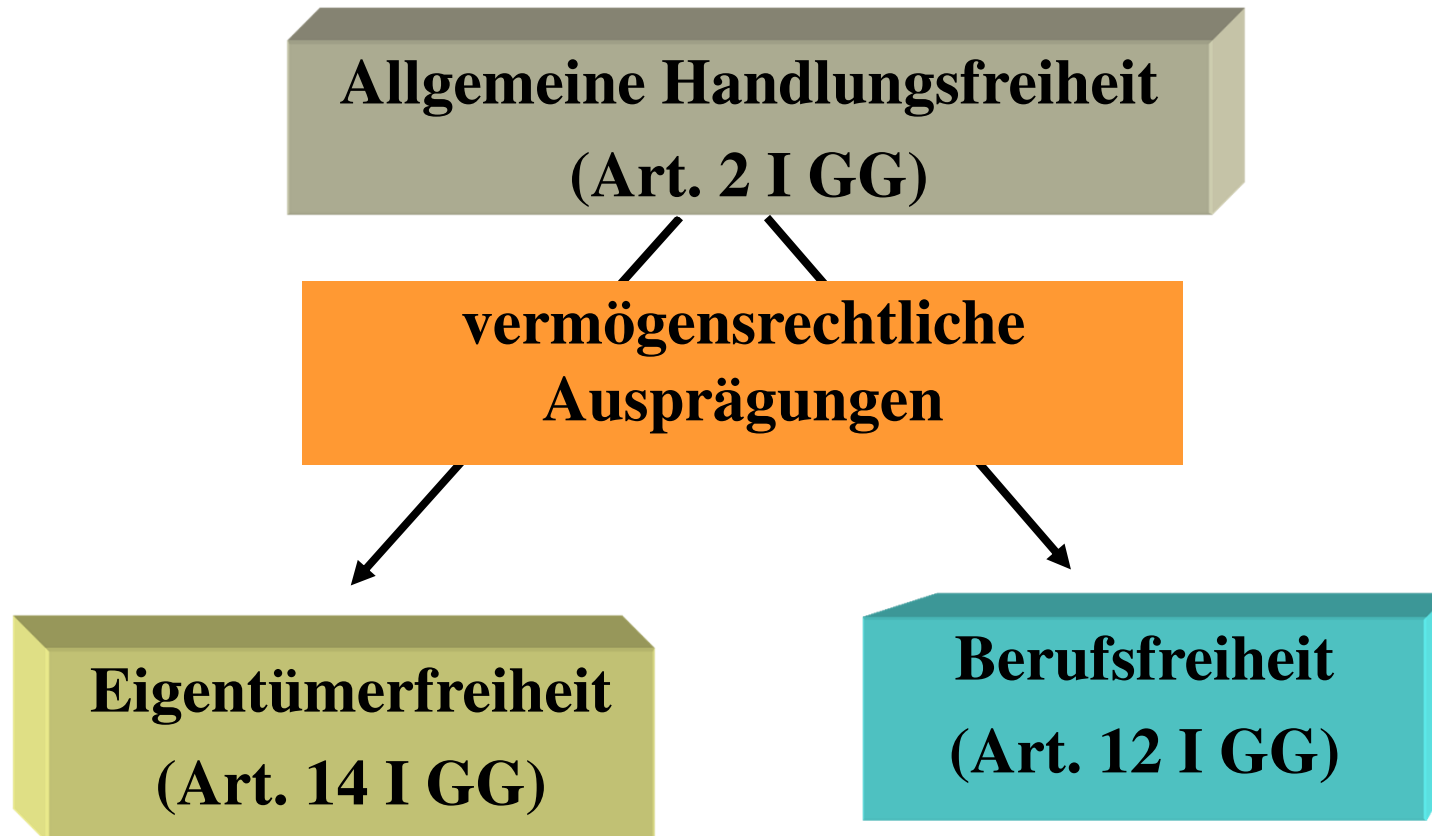 Allgemeine Handlungsfreiheit
(Art. 2 I GG)
vermögensrechtliche
Ausprägungen
Eigentümerfreiheit
(Art. 14 I GG)
Berufsfreiheit
(Art. 12 I GG)